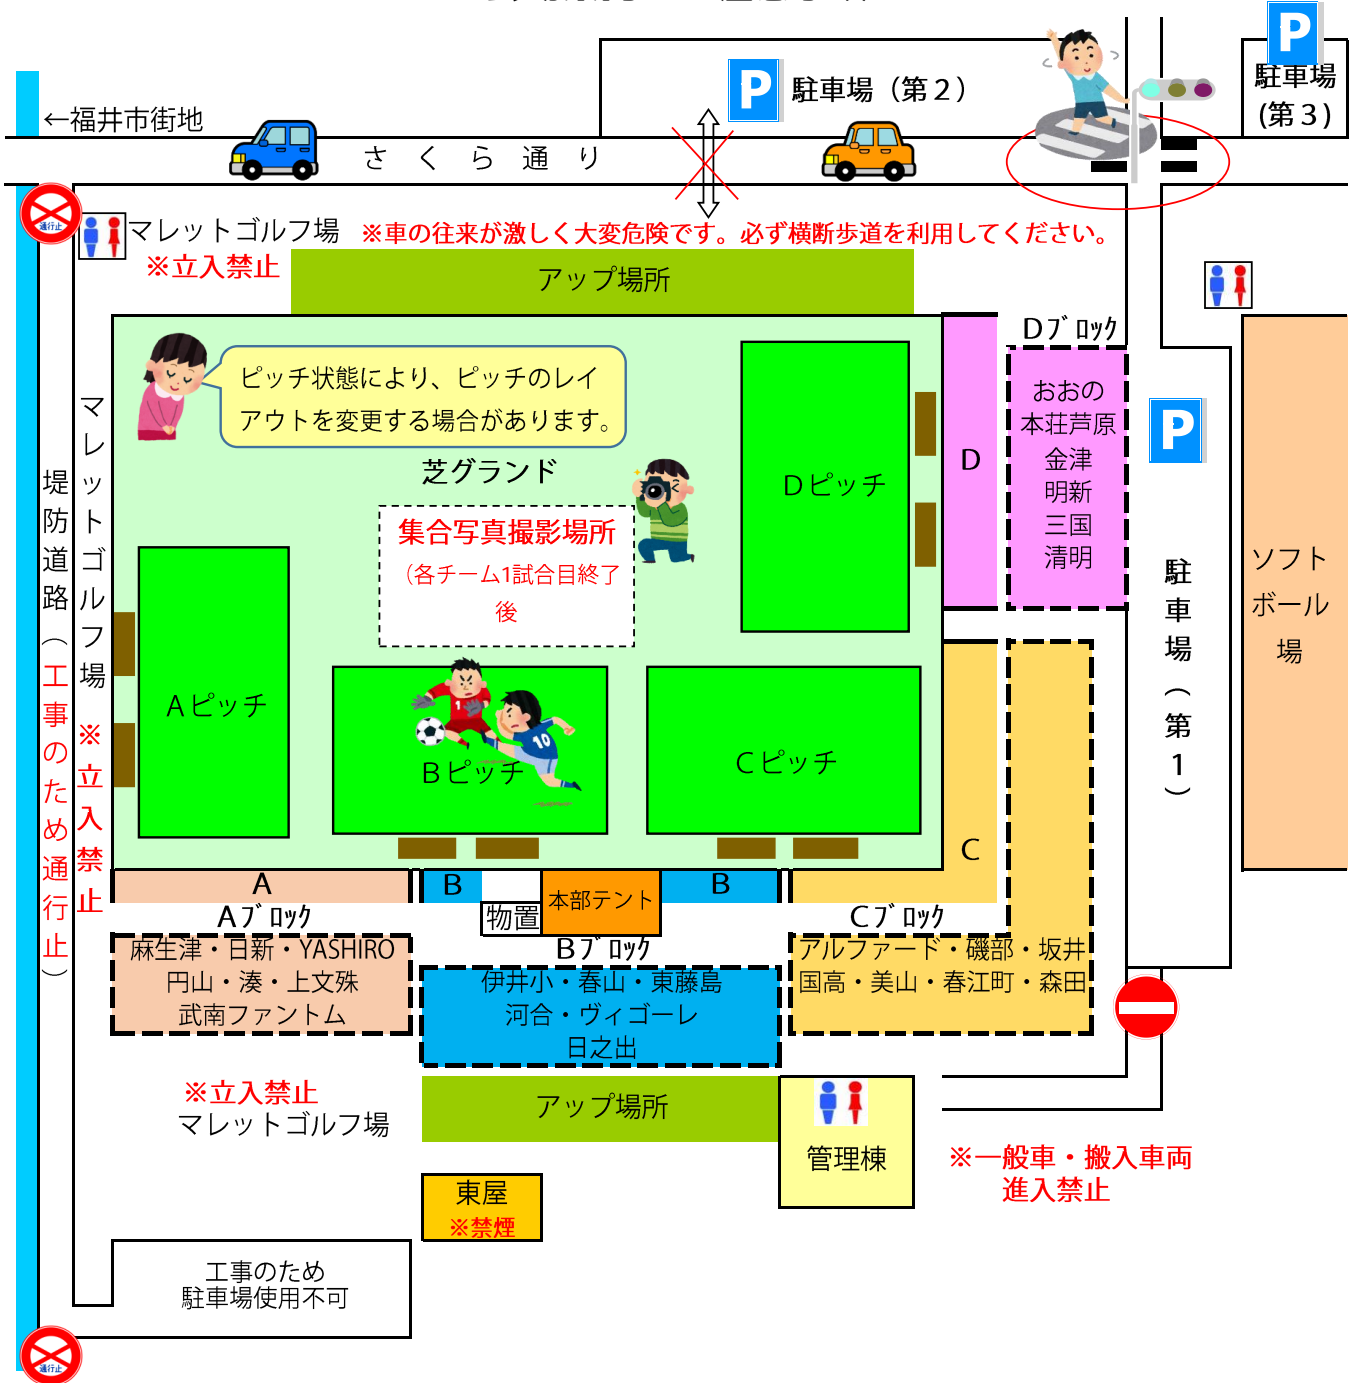 P
駐車場（第２）
P
駐車場
(第３)
←福井市街地
さくら通り
通行止
マレットゴルフ場
※車の往来が激しく大変危険です。必ず横断歩道を利用してください。
※立入禁止
アップ場所
ピッチ状態により、ピッチのレイ
アウトを変更する場合があります。
芝グランド
集合写真撮影場所
（各チーム1試合目終了
後
Aピッチ
Bピッチ
1
10
Cピッチ
Dピッチ
D
Dブロック
おおの
本荘芦原
金津
明新
三国
清明
P
駐車場（第１）
ソフト
ボール
場
堤防道路（工事のため通行止）
マレットゴルフ場 ※立入禁止
A
B
物置
本部テント
B
C
Aブロック
麻生津・日新・YASHIRO
円山・湊・上文殊
武南ファントム
Bブロック
伊井小・春山・東藤島
河合・ヴィゴーレ
日之出
Cブロック
アルファード・磯部・坂井
国高・美山・春江町・森田
※立入禁止
マレットゴルフ場
アップ場所
管理棟
※一般車・搬入車両
進入禁止
東屋
※禁煙
工事のため
駐車場使用不可
通行止